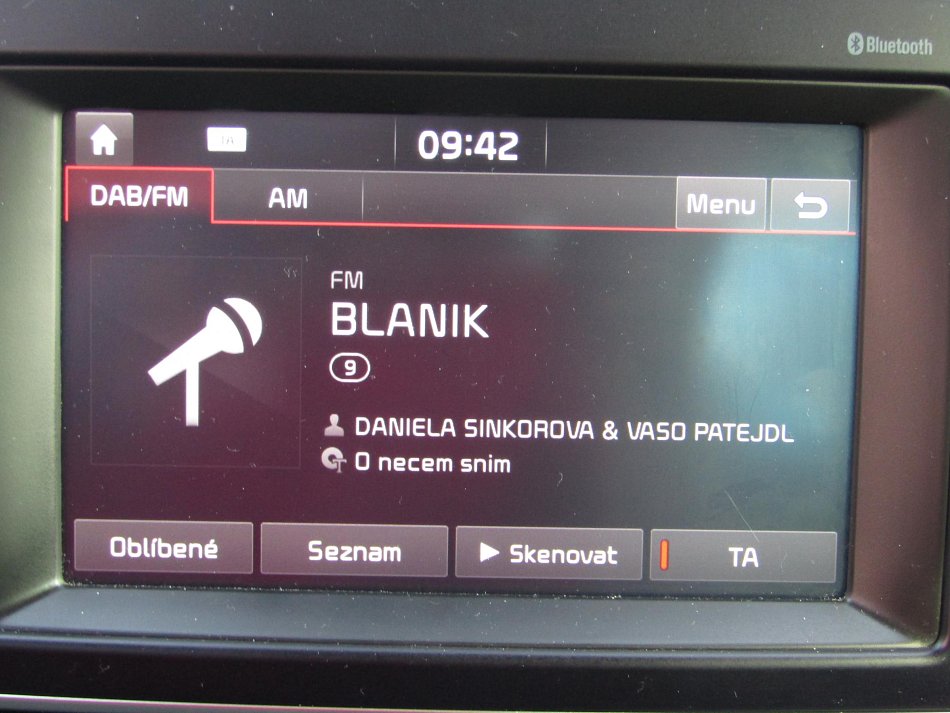 Bluetooth
TA
09:42
DAB/FM
AM
Menu
FM
BLANIK
9
DANIELA SINKOROVA & VASO PATEJDL
O necem snim
Oblíbené
Seznam
Skenovat
TA